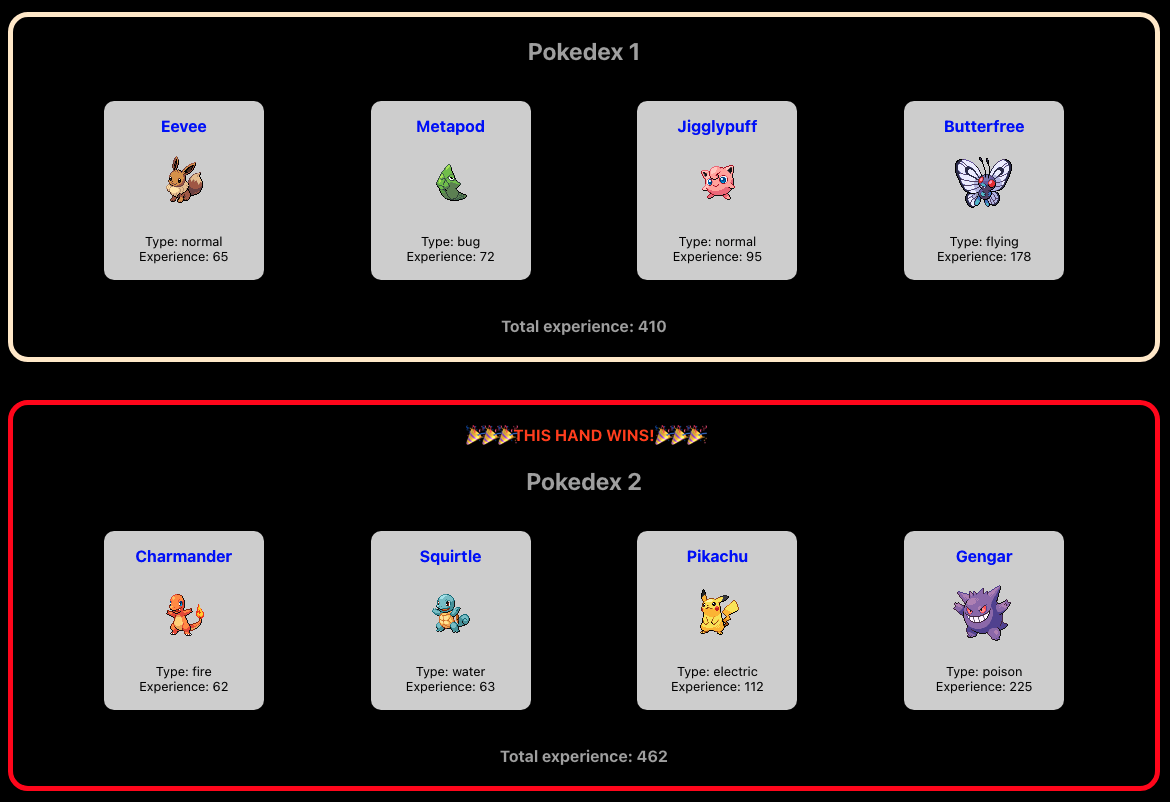 Pokedex 1
Eevee
Metapod
Jigglypuff
Butterfree
Type: normal
Experience: 65
Type: bug
Experience: 72
Type: normal
Experience: 95
Type: flying
Experience: 178
Total experience: 410
🎉🎉🎉THIS HAND WINS!🎉🎉🎉
Pokedex 2
Charmander
Squirtle
Pikachu
Gengar
Type: fire
Experience: 62
Type: water
Experience: 63
Type: electric
Experience: 112
Type: poison
Experience: 225
Total experience: 462